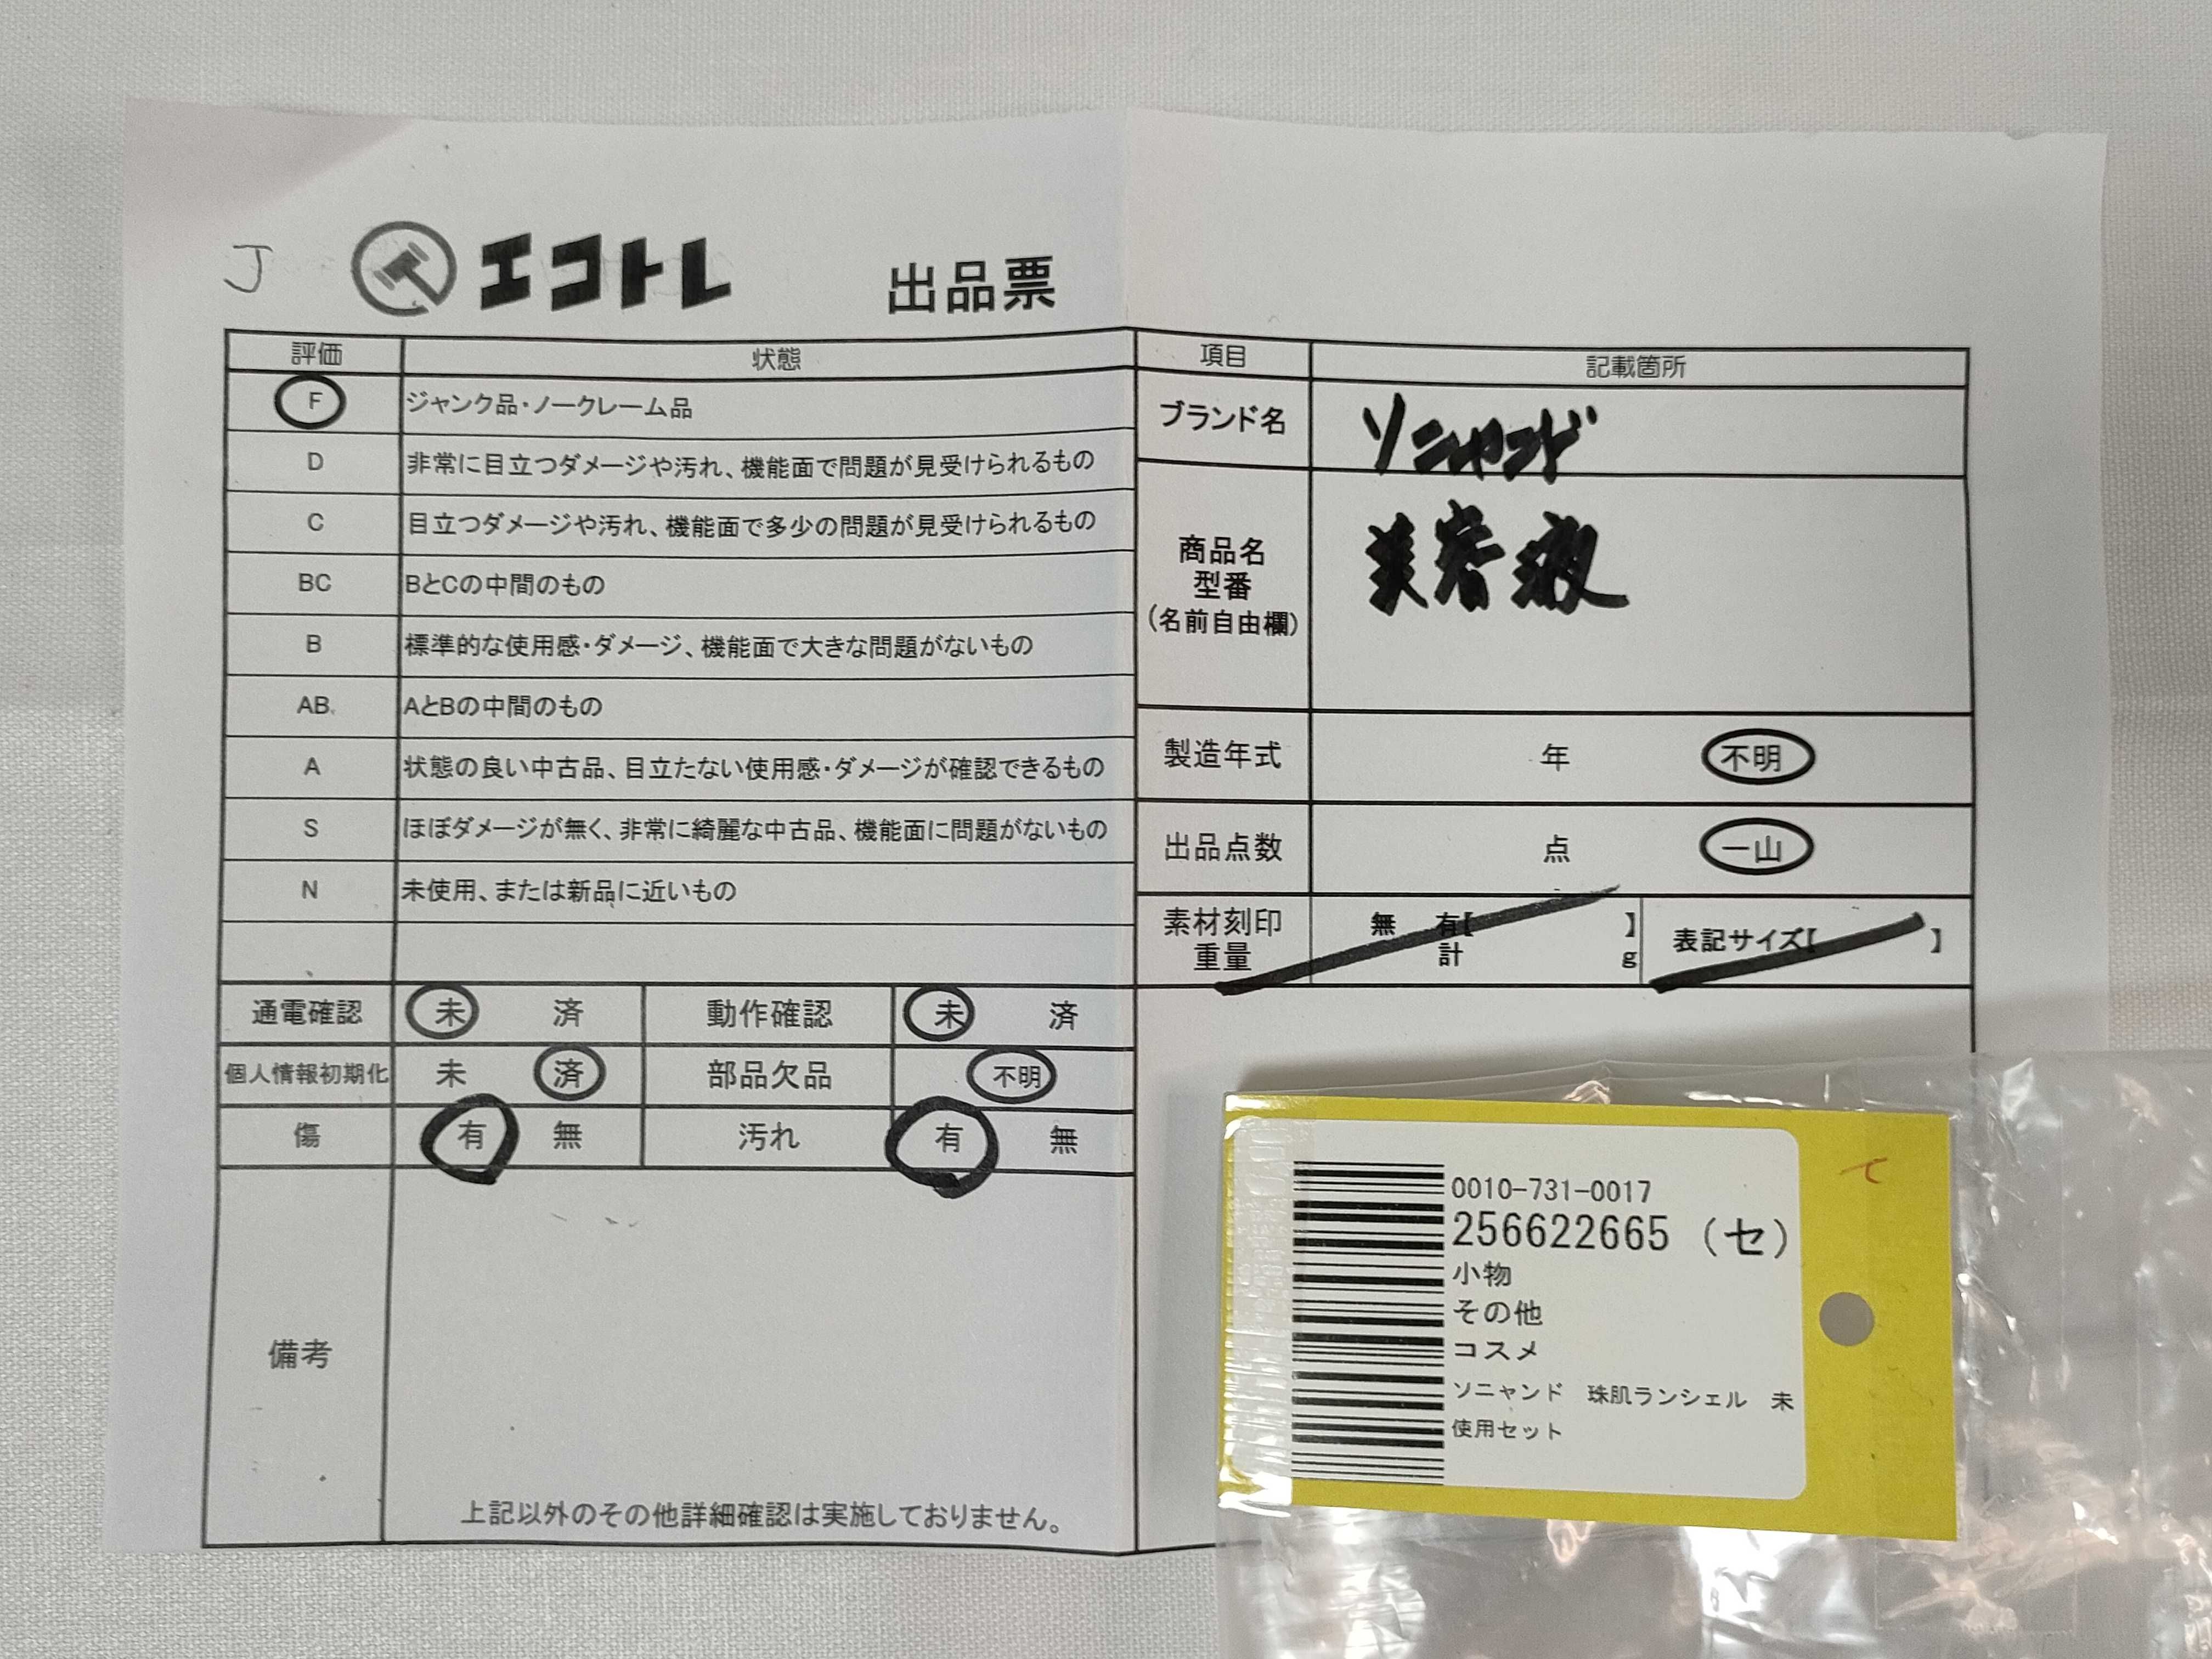 J エコトレ 出品票
評価 状態
F ジャンク品・ノークレーム品
D 非常に目立つダメージや汚れ、機能面で問題が見受けられるもの
C 目立つダメージや汚れ、機能面で多少の問題が見受けられるもの
BC BとCの中間のもの
B 標準的な使用感・ダメージ、機能面で大きな問題がないもの
AB AとBの中間のもの
A 状態の良い中古品、目立たない使用感・ダメージが確認できるもの
S ほぼダメージが無く、非常に綺麗な中古品、機能面に問題がないもの
N 未使用、または新品に近いもの
通電確認 未 済 動作確認 未 済
個人情報初期化 未 済 部品欠品 不明
傷 有 無 汚れ 有 無
備考
上記以外のその他詳細確認は実施しておりません。
項目 記載箇所
ブランド名 ソニャンド
商品名
型番
(名前自由欄)
美容液
製造年式 年 不明
出品点数 点 一山
素材刻印 無 有【 】
重量 計 g
表記サイズ【 】
0010-731-0017
256622665 (セ)
小物
その他
コスメ
ソニャンド 珠肌ランシェル 未
使用セット